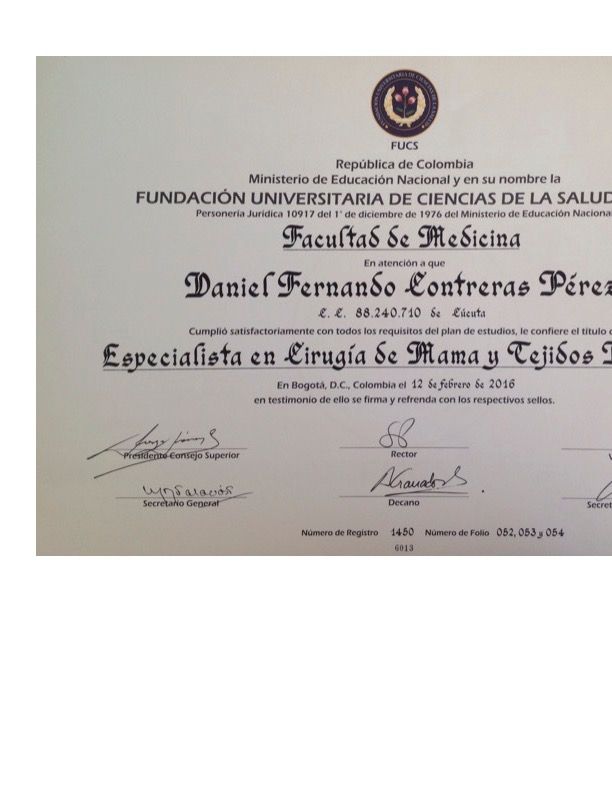 FUCS
República de Colombia
Ministerio de Educación Nacional y en su nombre la
FUNDACIÓN UNIVERSITARIA DE CIENCIAS DE LA SALUD
Personería Jurídica 10917 del 1° de diciembre de 1976 del Ministerio de Educación Naciona
Facultad de Medicina
En atención a que
Daniel Fernando Contreras Pérez
C. C. 88.240.710 de Cúcuta
Cumplió satisfactoriamente con todos los requisitos del plan de estudios, le confiere el título
Especialista en Cirugía de Mama y Tejidos
En Bogotá, D.C., Colombia el 12 de febrero de 2016
en testimonio de ello se firma y refrenda con los respectivos sellos.
Presidente Consejo Superior Rector
Secretario General Decano Secret
Número de Registro 1450 Número de Folio 052, 053 y 054
6013